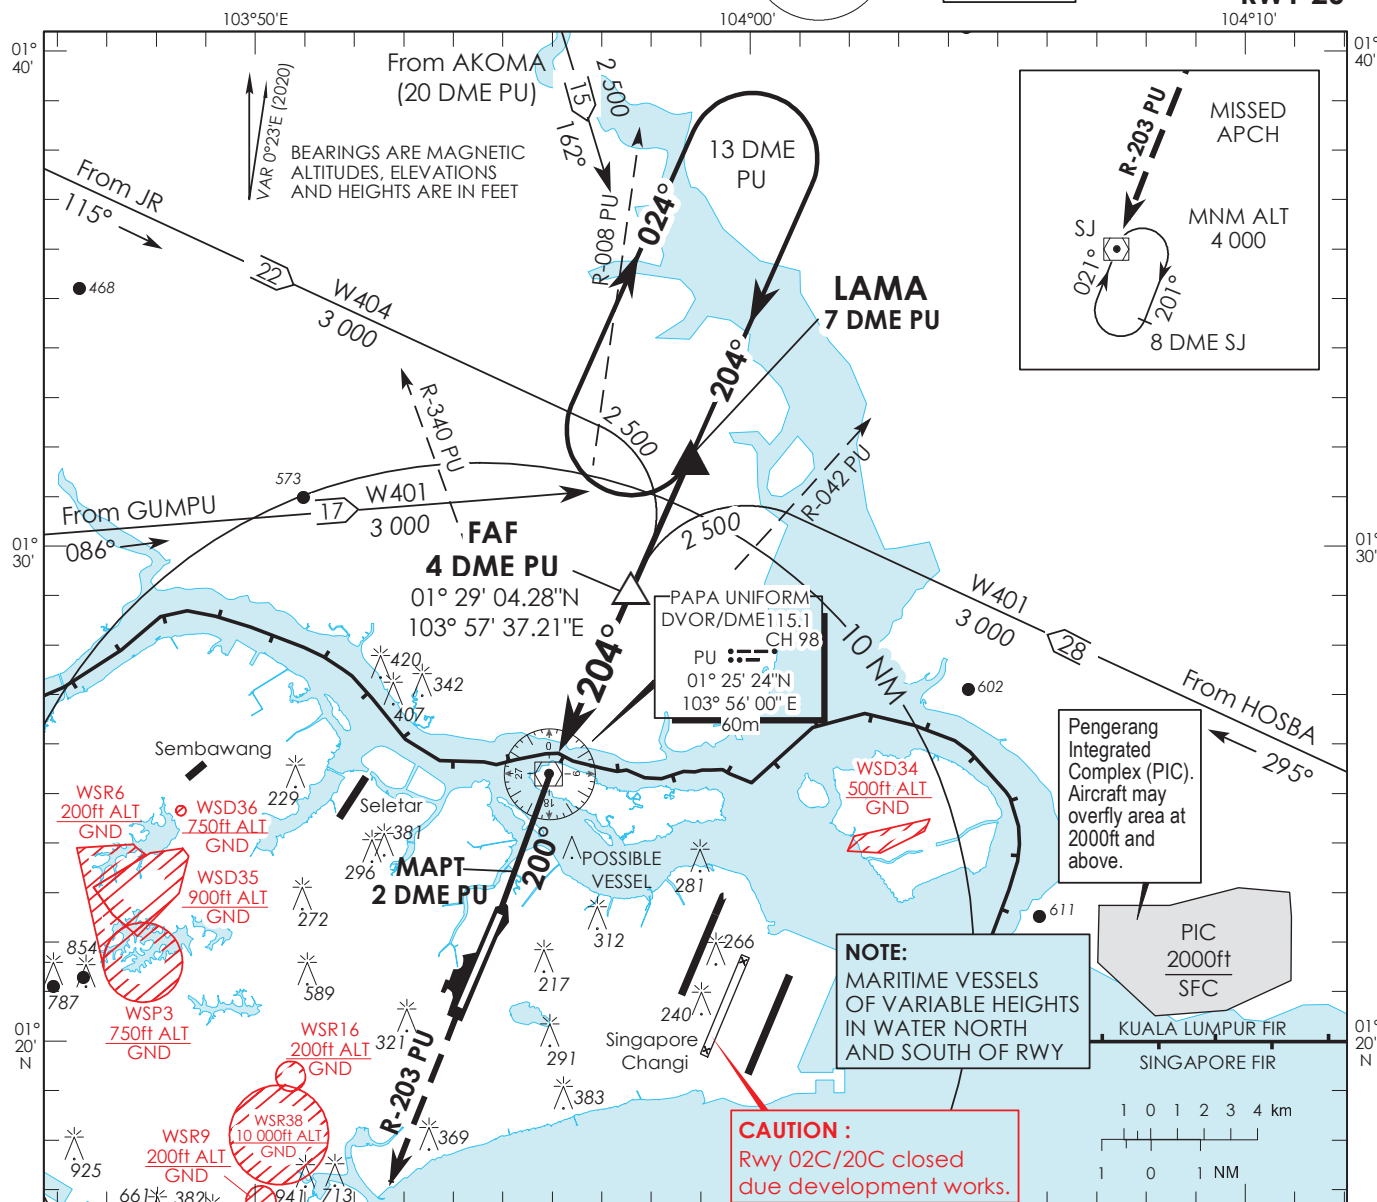 RWY 20
103°50'E
104°00'
104°10'
01°
40'
01°
40'
From AKOMA
(20 DME PU)
15
2 500
162°
VAR 0°23'E (2020)
BEARINGS ARE MAGNETIC
ALTITUDES, ELEVATIONS
AND HEIGHTS ARE IN FEET
13 DME
PU
R-203 PU
MISSED
APCH
MNM ALT
4 000
SJ
021°
201°
8 DME SJ
From JR
115°
22
W404
3 000
468
R-008 PU
024°
LAMA
7 DME PU
204°
R-340 PU
2 500
573
From GUMPU
086°
17
W401
3 000
R-042 PU
2 500
01°
30'
01°
30'
FAF
4 DME PU
01° 29' 04.28"N
103° 57' 37.21"E
W401
3 000
28
From HOSBA
295°
PAPA UNIFORM
DVOR/DME 115.1
CH 98
PU
01° 25' 24"N
103° 56' 00" E
60m
10 NM
204°
420
342
407
602
Sembawang
Seletar
229
0
9
18
27
WSR6
200ft ALT
GND
WSD36
750ft ALT
GND
WSD35
900ft ALT
GND
WSD34
500ft ALT
GND
Pengerang
Integrated
Complex (PIC).
Aircraft may
overfly area at
2000ft and
above.
381
296
MAPT
2 DME PU
200°
POSSIBLE
VESSEL
281
272
312
266
611
854
787
589
217
240
PIC
2000ft
SFC
NOTE:
MARITIME VESSELS
OF VARIABLE HEIGHTS
IN WATER NORTH
AND SOUTH OF RWY
WSP3
750ft ALT
GND
WSR16
200ft ALT
GND
321
291
Singapore
Changi
KUALA LUMPUR FIR
SINGAPORE FIR
01°
20'
N
01°
20'
N
R-203 PU
383
369
WSR38
10 000ft ALT
GND
WSR9
200ft ALT
GND
925
661
382
941
713
CAUTION :
Rwy 02C/20C closed
due development works.
1 0 1 2 3 4 km
1 0 1 NM